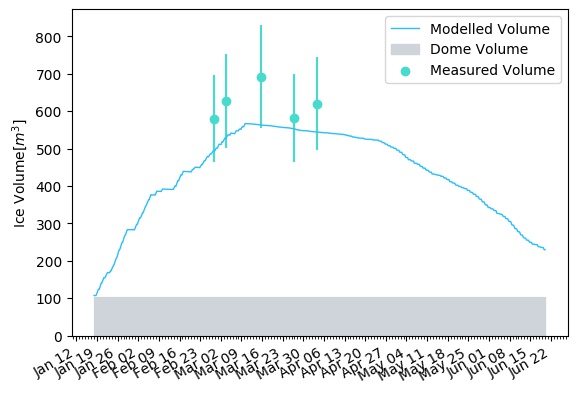 Modelled Volume
Dome Volume
Measured Volume
Ice Volume[m³]
800
700
600
500
400
300
200
100
0
Jan 12
Jan 19
Jan 26
Feb 02
Feb 09
Feb 16
Feb 23
Mar 02
Mar 09
Mar 16
Mar 23
Mar 30
Apr 06
Apr 13
Apr 20
Apr 27
May 04
May 11
May 18
May 25
Jun 01
Jun 08
Jun 15
Jun 22